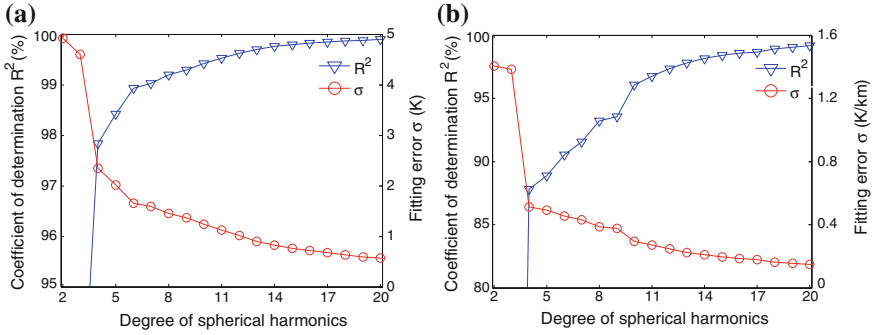 (a)
100
99
98
97
96
95
Coefficient of determination R² (%)
2 5 8 11 14 17 20
Degree of spherical harmonics
5
4
3
2
1
0
Fitting error σ (K)
R²
σ
(b)
100
95
90
85
80
Coefficient of determination R² (%)
2 5 8 11 14 17 20
Degree of spherical harmonics
1.6
1.2
0.8
0.4
0
Fitting error σ (K/km)
R²
σ